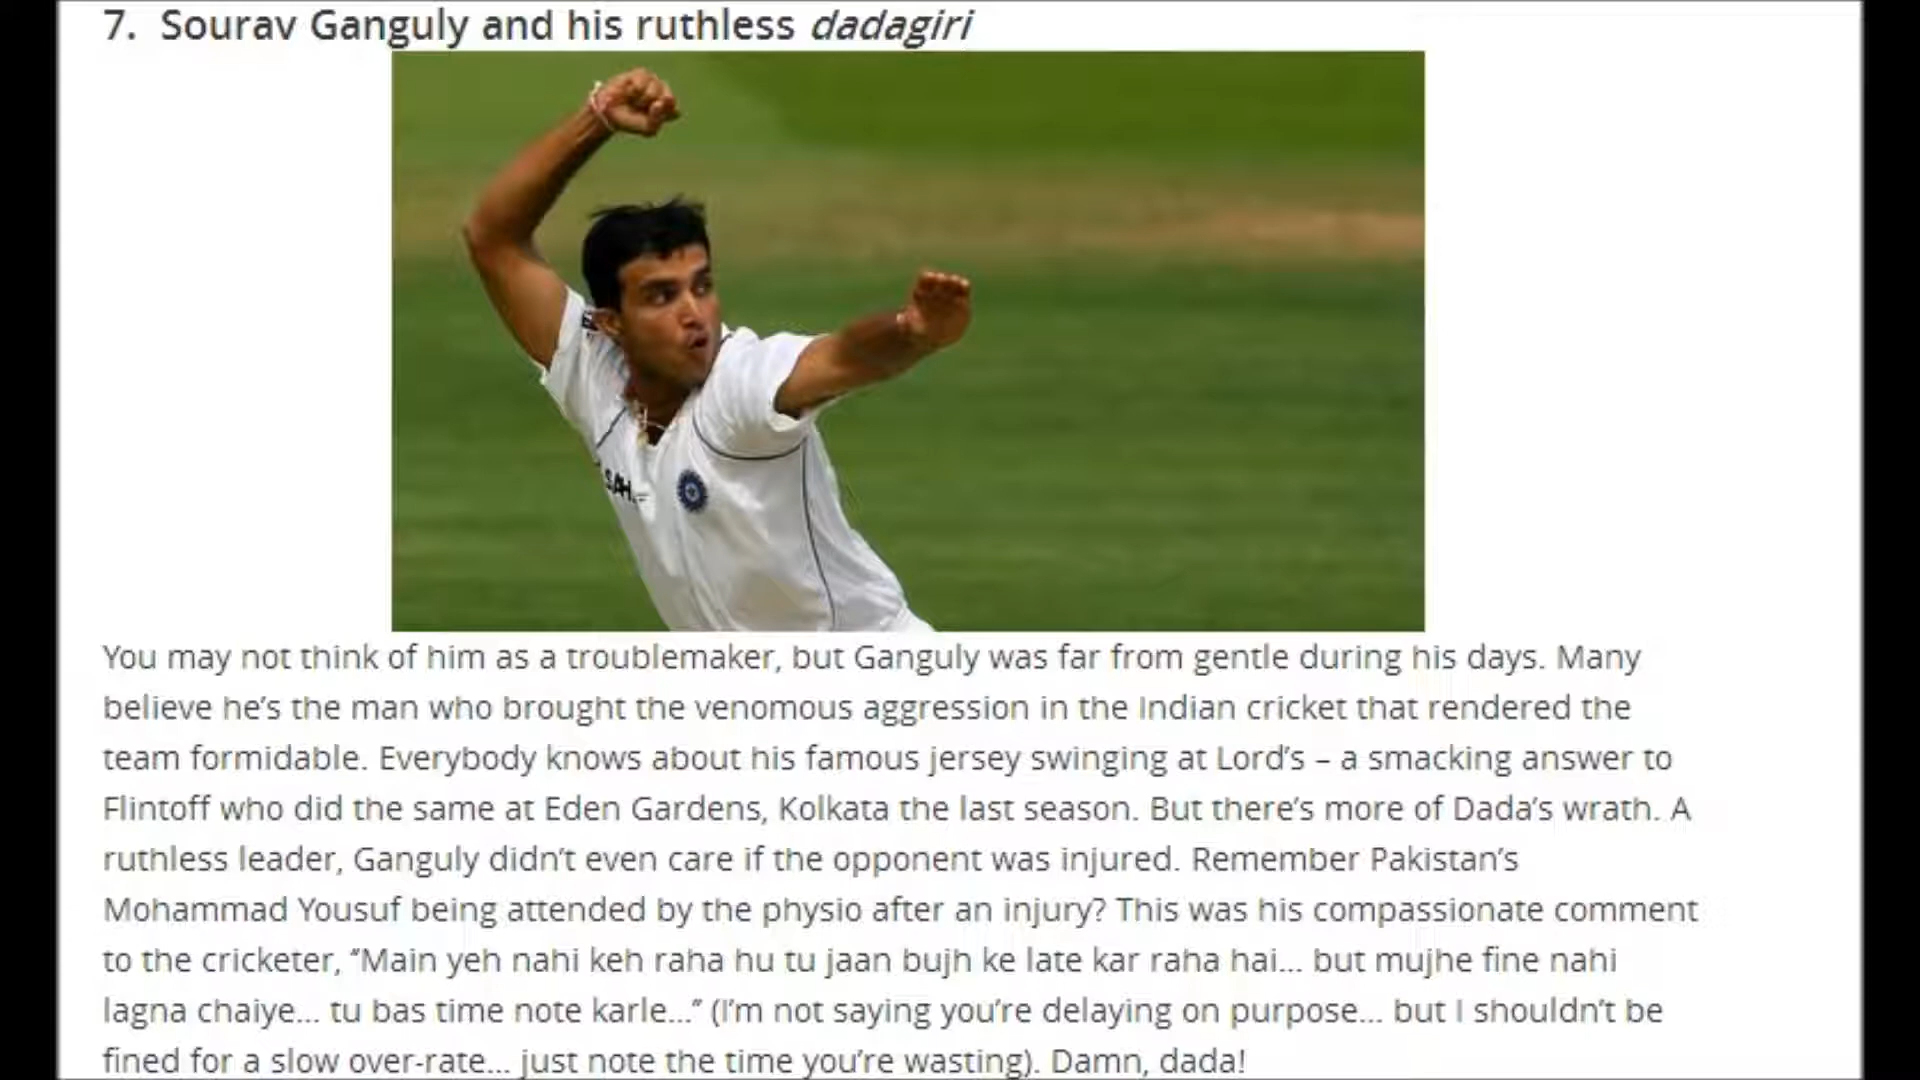 7. Sourav Ganguly and his ruthless dadagiri
SAH
You may not think of him as a troublemaker, but Ganguly was far from gentle during his days. Many
believe he’s the man who brought the venomous aggression in the Indian cricket that rendered the
team formidable. Everybody knows about his famous jersey swinging at Lord’s – a smacking answer to
Flintoff who did the same at Eden Gardens, Kolkata the last season. But there’s more of Dada’s wrath. A
ruthless leader, Ganguly didn’t even care if the opponent was injured. Remember Pakistan’s
Mohammad Yousuf being attended by the physio after an injury? This was his compassionate comment
to the cricketer, “Main yeh nahi keh raha hu tu jaan bujh ke late kar raha hai... but mujhe fine nahi
lagna chaiye... tu bas time note karle...” (I’m not saying you’re delaying on purpose... but I shouldn’t be
fined for a slow over-rate... just note the time you’re wasting). Damn, dada!